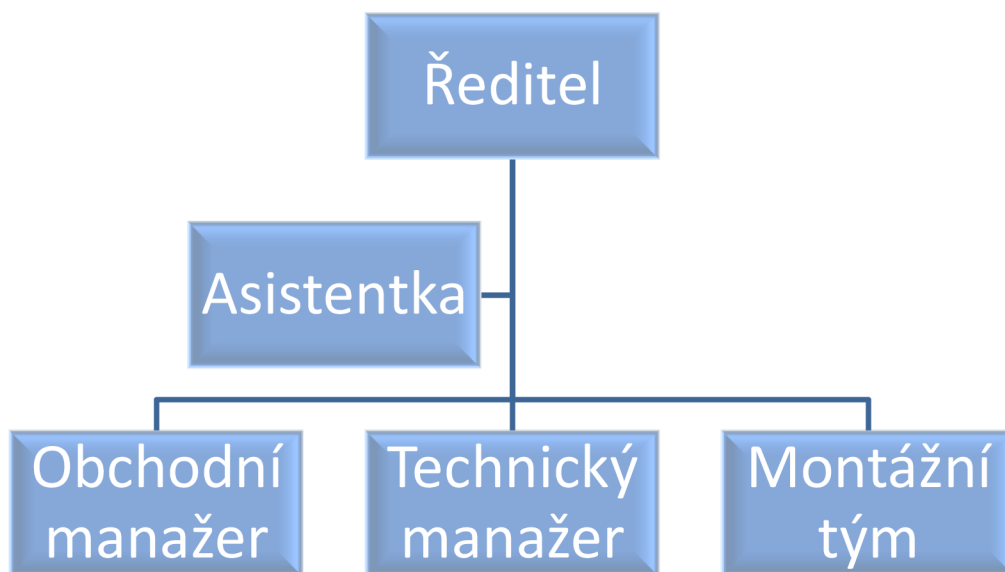 Ředitel
Asistentka
Obchodní
manažer
Technický
manažer
Montážní
tým